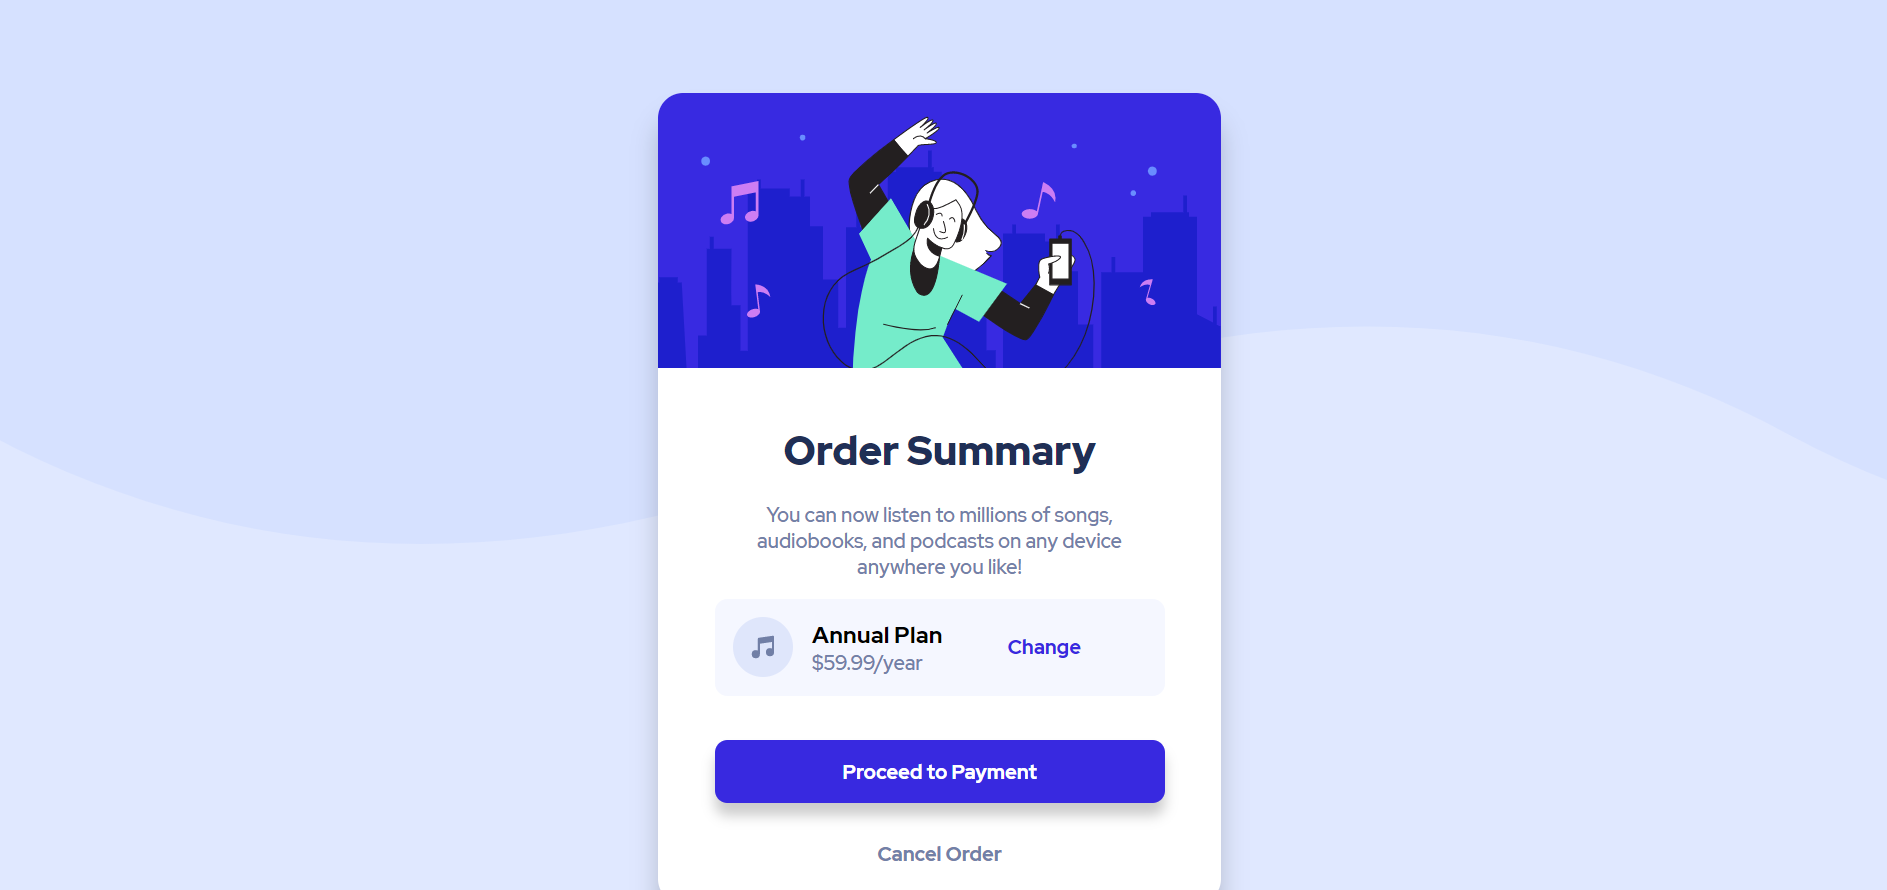 Order Summary
You can now listen to millions of songs,
audiobooks, and podcasts on any device
anywhere you like!
Annual Plan
$59.99/year
Change
Proceed to Payment
Cancel Order